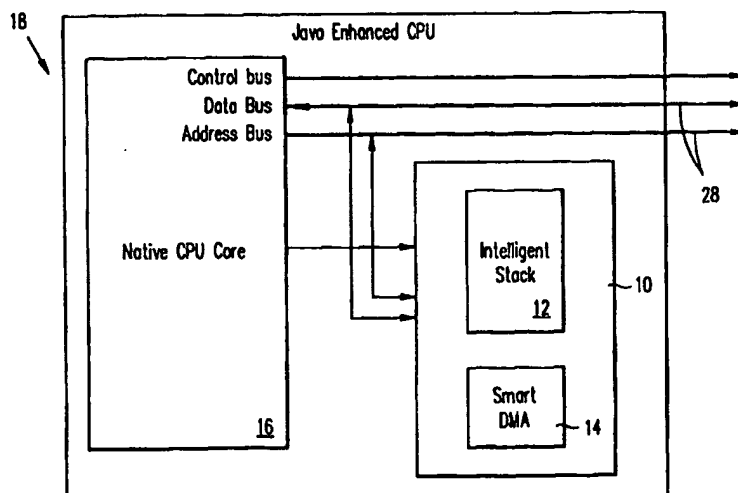 18
Java Enhanced CPU
Control bus
Data Bus
Address Bus
28
Native CPU Core
Intelligent
Stack
12
10
Smart
DMA
14
16